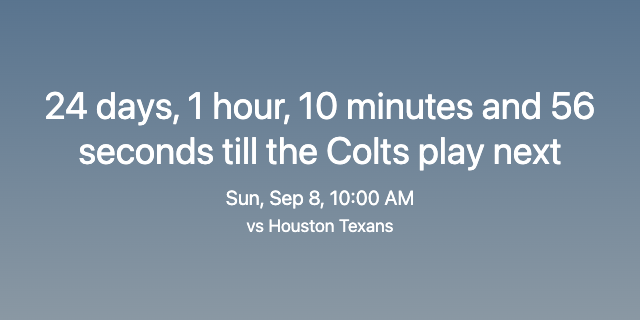 24 days, 1 hour, 10 minutes and 56
seconds till the Colts play next
Sun, Sep 8, 10:00 AM
vs Houston Texans